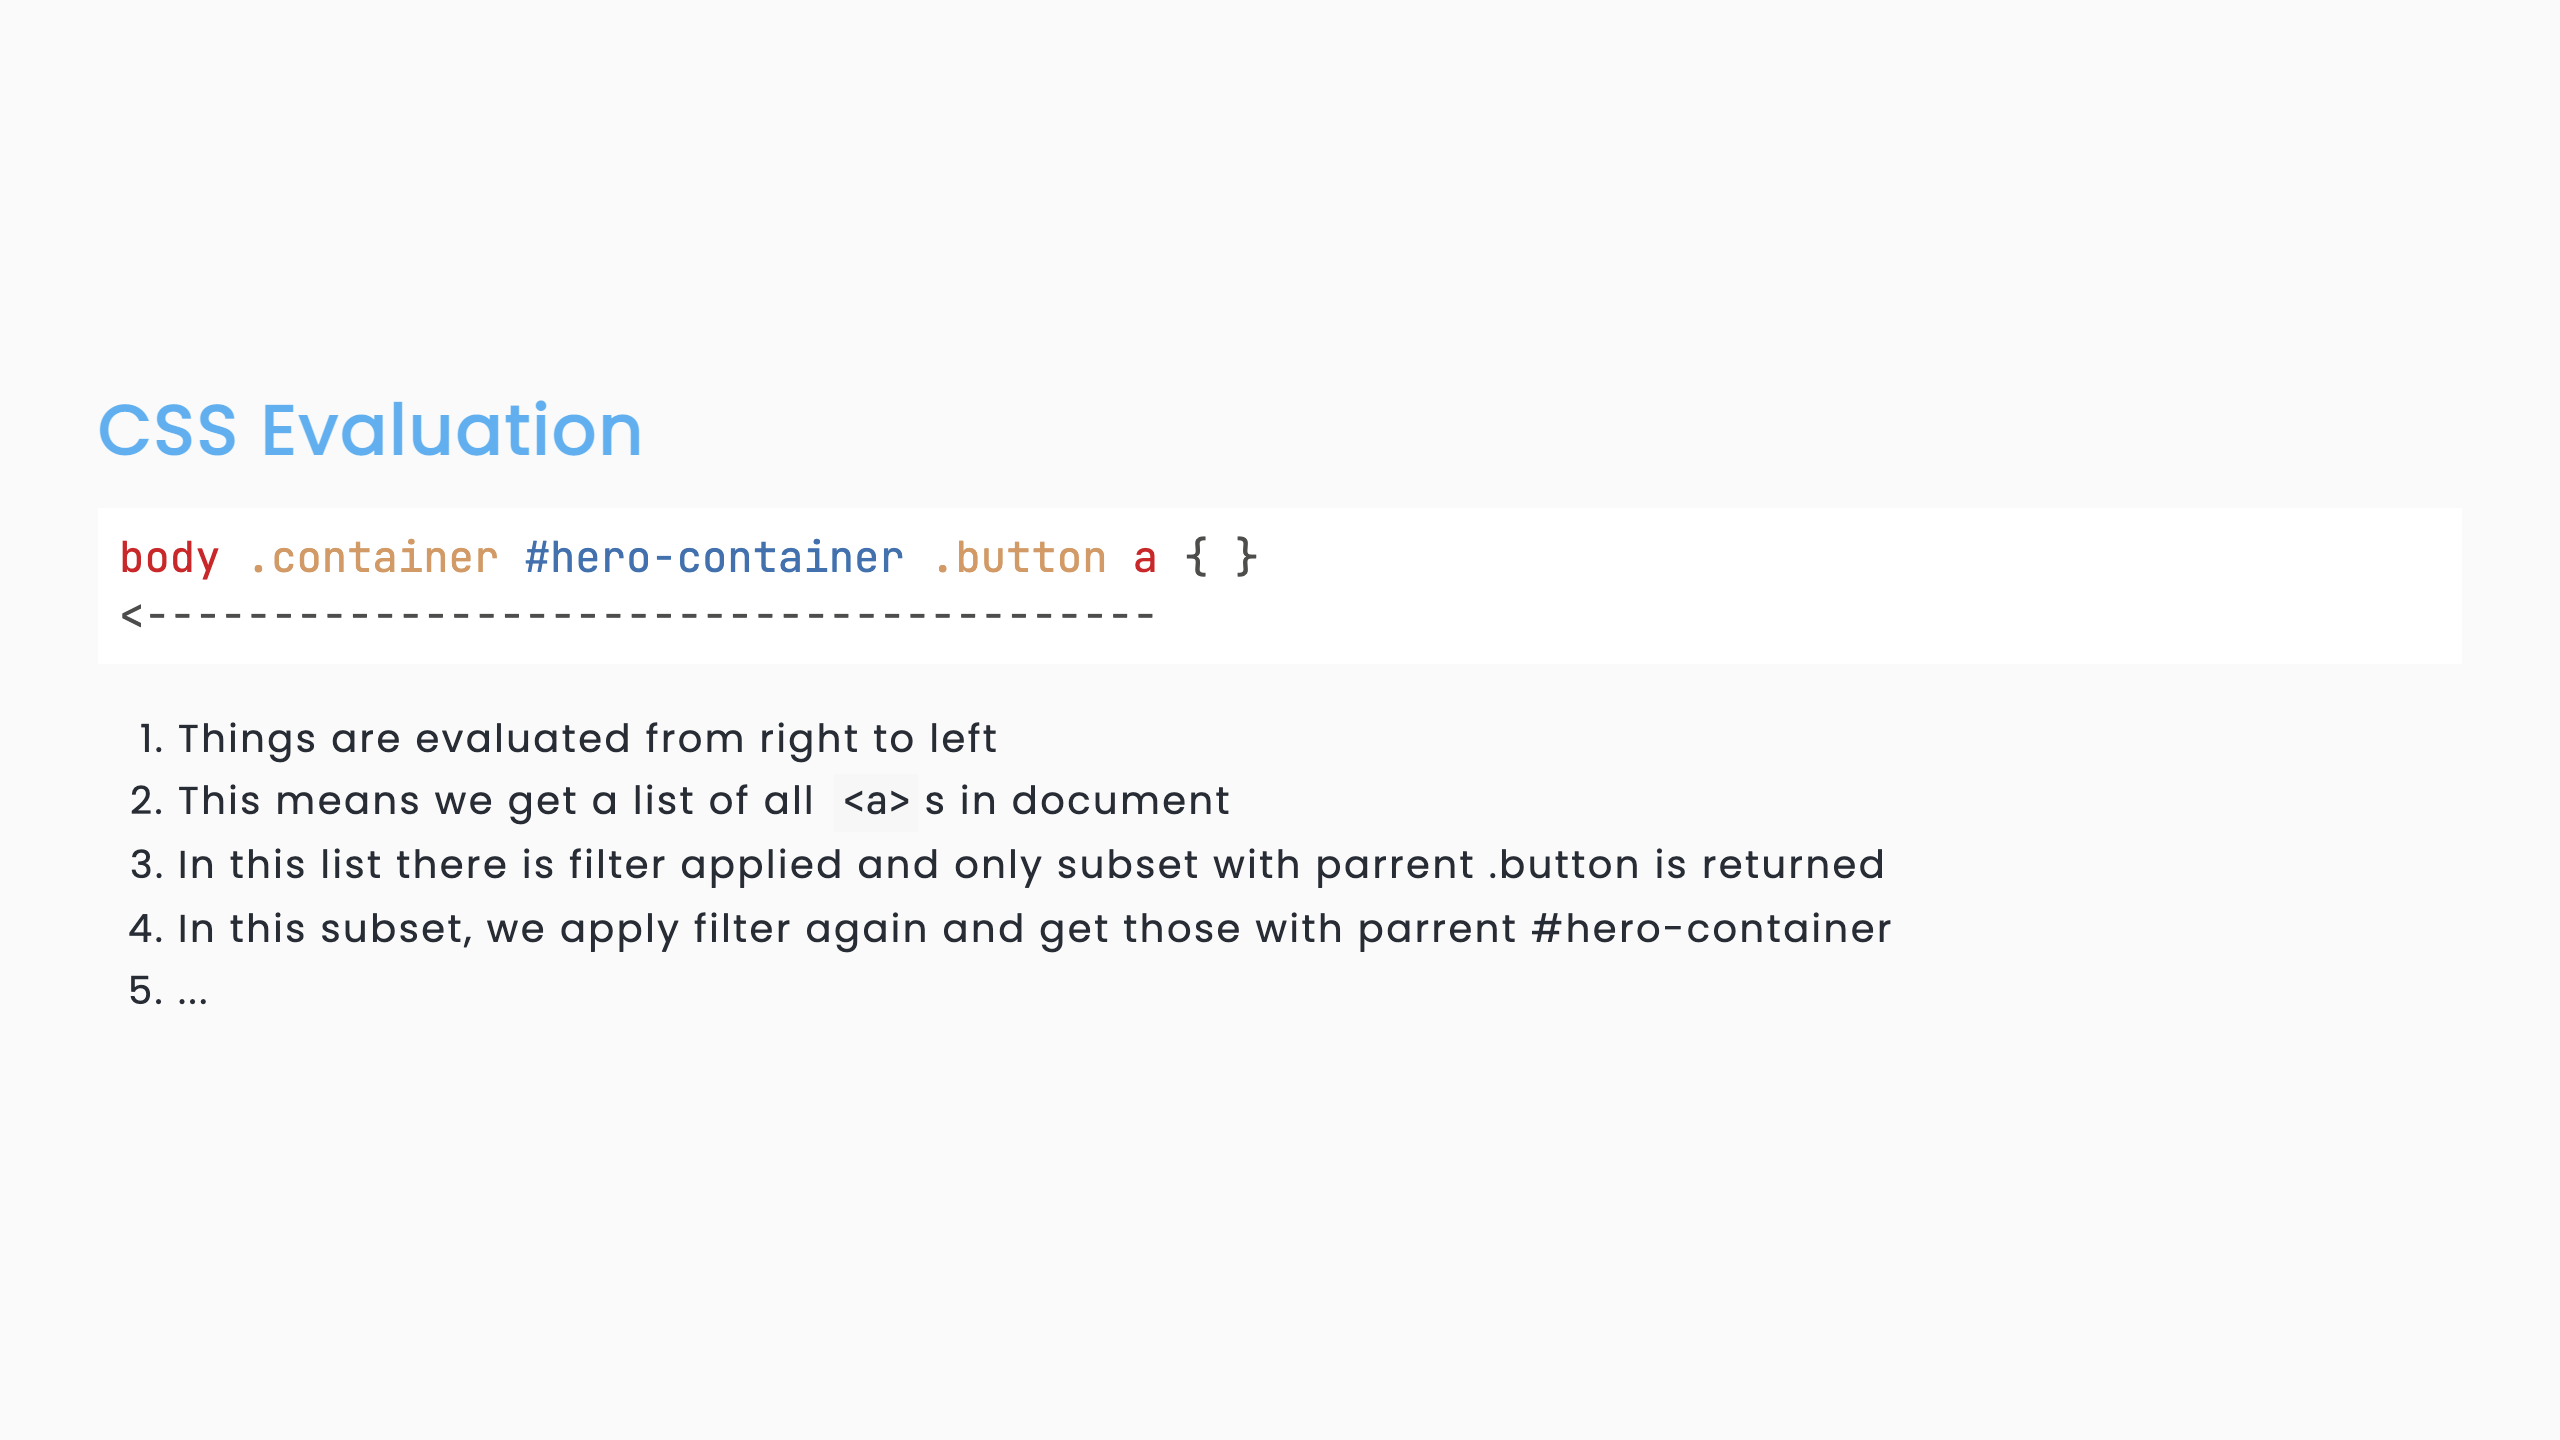 CSS Evaluation
body .container #hero-container .button a { }
<----------------------------------------
1. Things are evaluated from right to left
2. This means we get a list of all <a> s in document
3. In this list there is filter applied and only subset with parrent .button is returned
4. In this subset, we apply filter again and get those with parrent #hero-container
5. ...